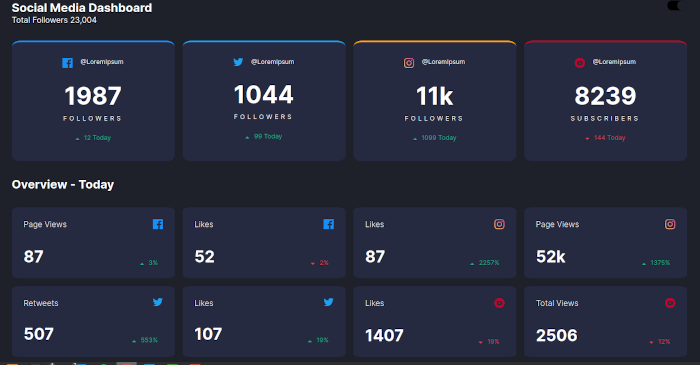 Social Media Dashboard
Total Followers 23,004
@LoremIpsum
1987
FOLLOWERS
12 Today
@LoremIpsum
1044
FOLLOWERS
99 Today
@LoremIpsum
11k
FOLLOWERS
1099 Today
@LoremIpsum
8239
SUBSCRIBERS
144 Today
Overview - Today
Page Views
87
3%
Likes
52
2%
Likes
87
2257%
Page Views
52k
1375%
Retweets
507
553%
Likes
107
19%
Likes
1407
19%
Total Views
2506
12%